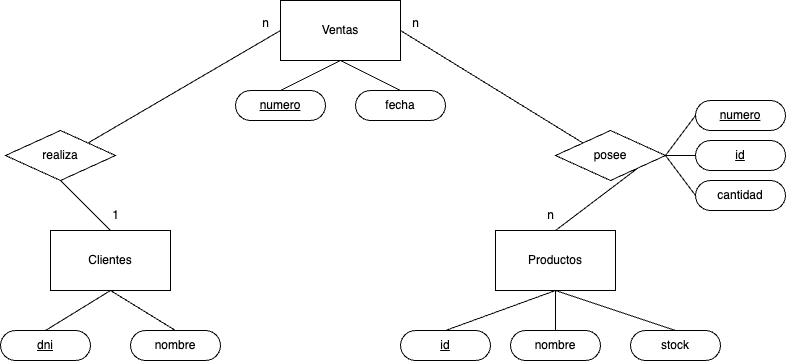 n
Ventas
n
numero
fecha
numero
realiza
posee
id
cantidad
1
n
Clientes
Productos
dni
nombre
id
nombre
stock